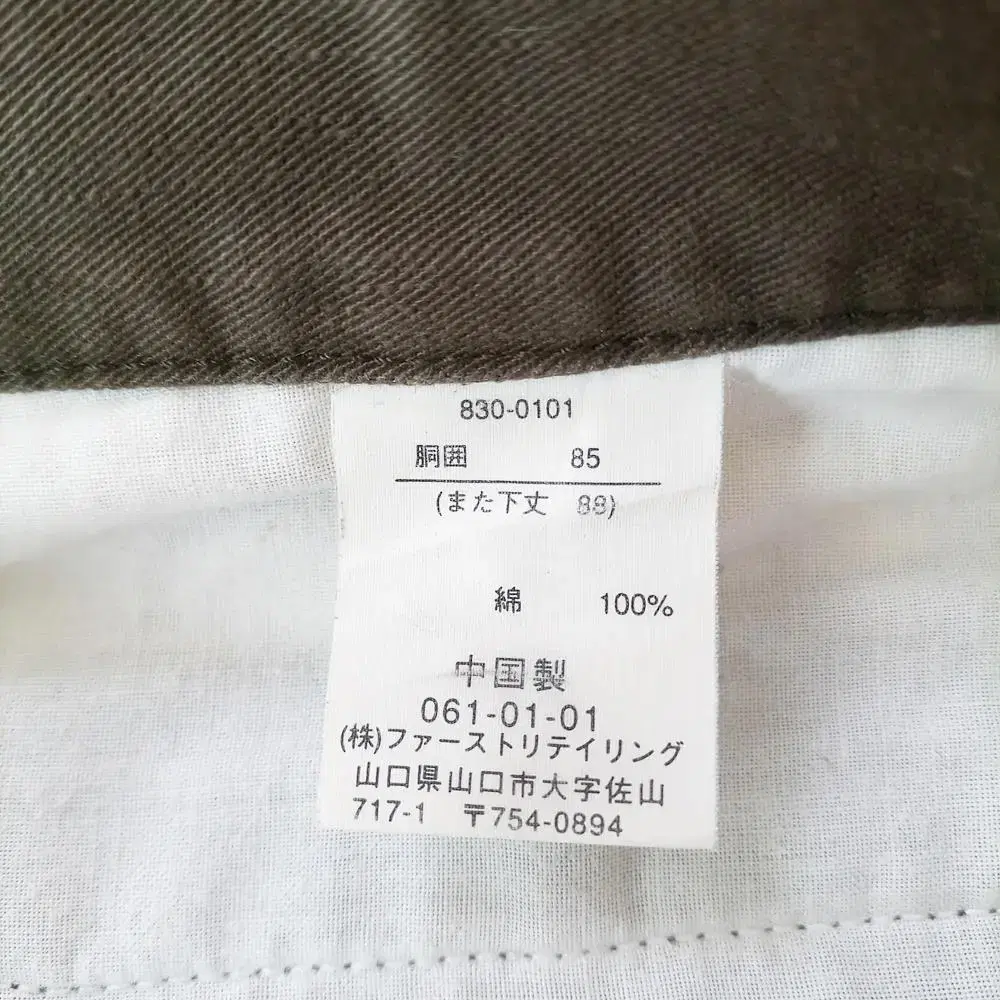 830-0101
胴囲 85
(また下丈 88)
綿 100%
中国製
061-01-01
(株)ファーストリテイリング
山口県山口市大字佐山
717-1 〒754-0894